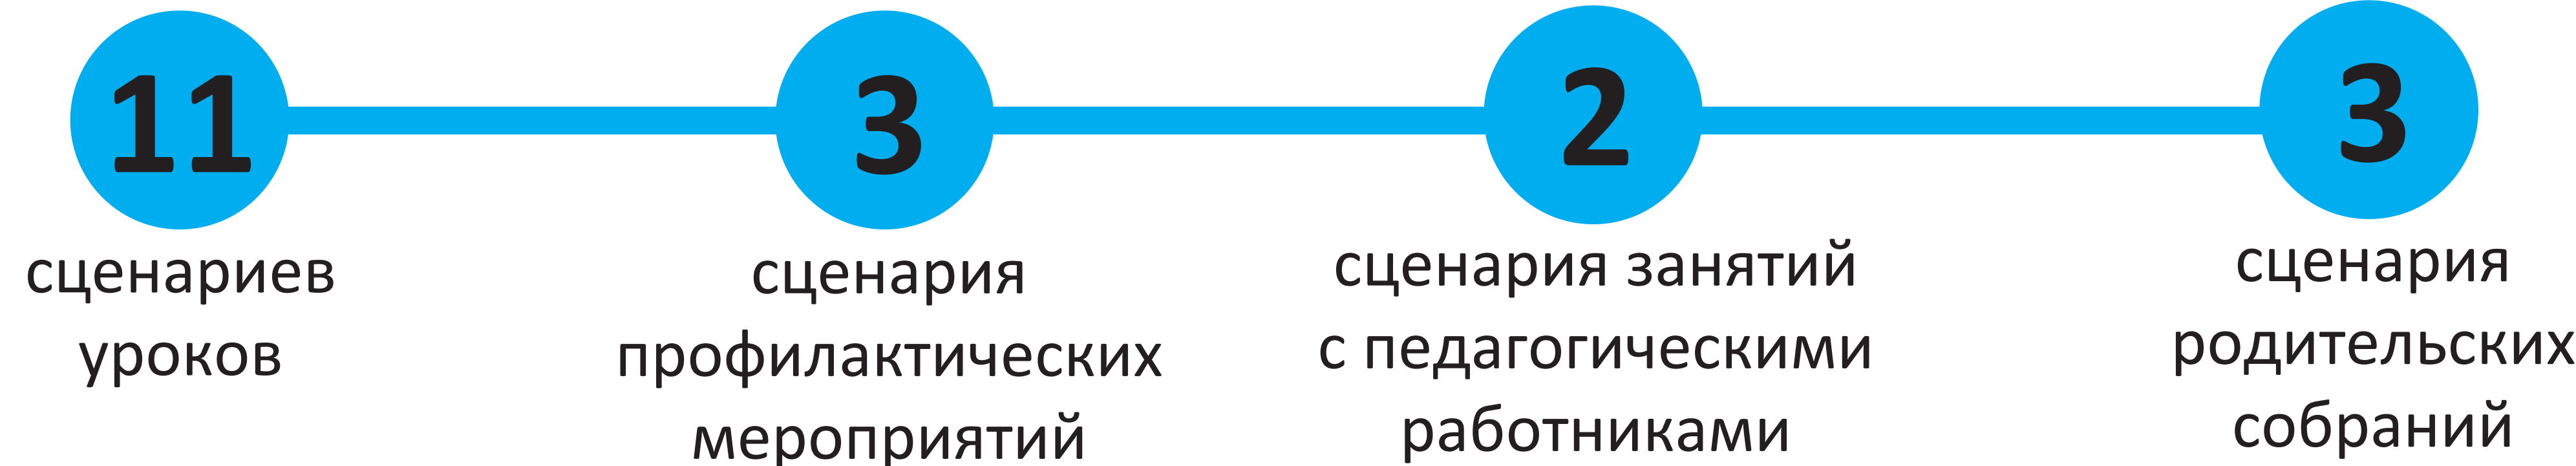 11
сценариев
уроков
3
сценария
профилактических
мероприятий
2
сценария занятий
с педагогическими
работниками
3
сценария
родительских
собраний